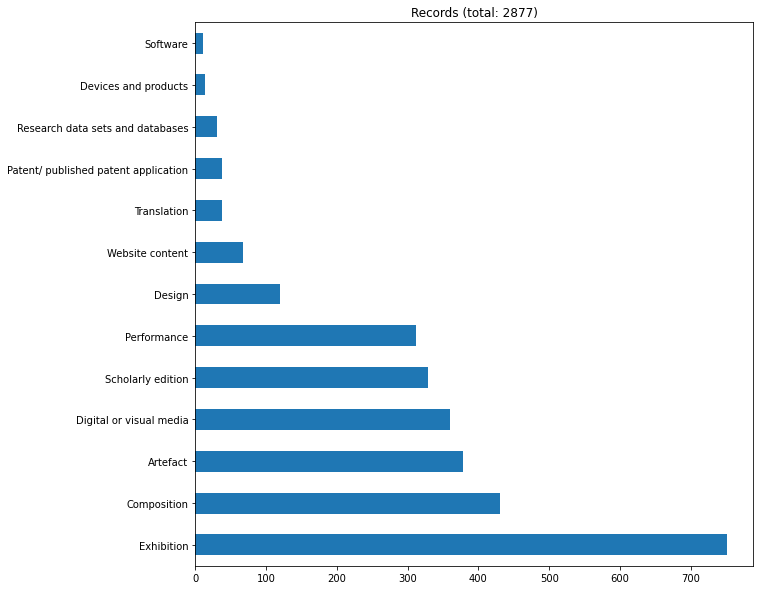 Records (total: 2877)
Software
Devices and products
Research data sets and databases
Patent/ published patent application
Translation
Website content
Design
Performance
Scholarly edition
Digital or visual media
Artefact
Composition
Exhibition
0 100 200 300 400 500 600 700